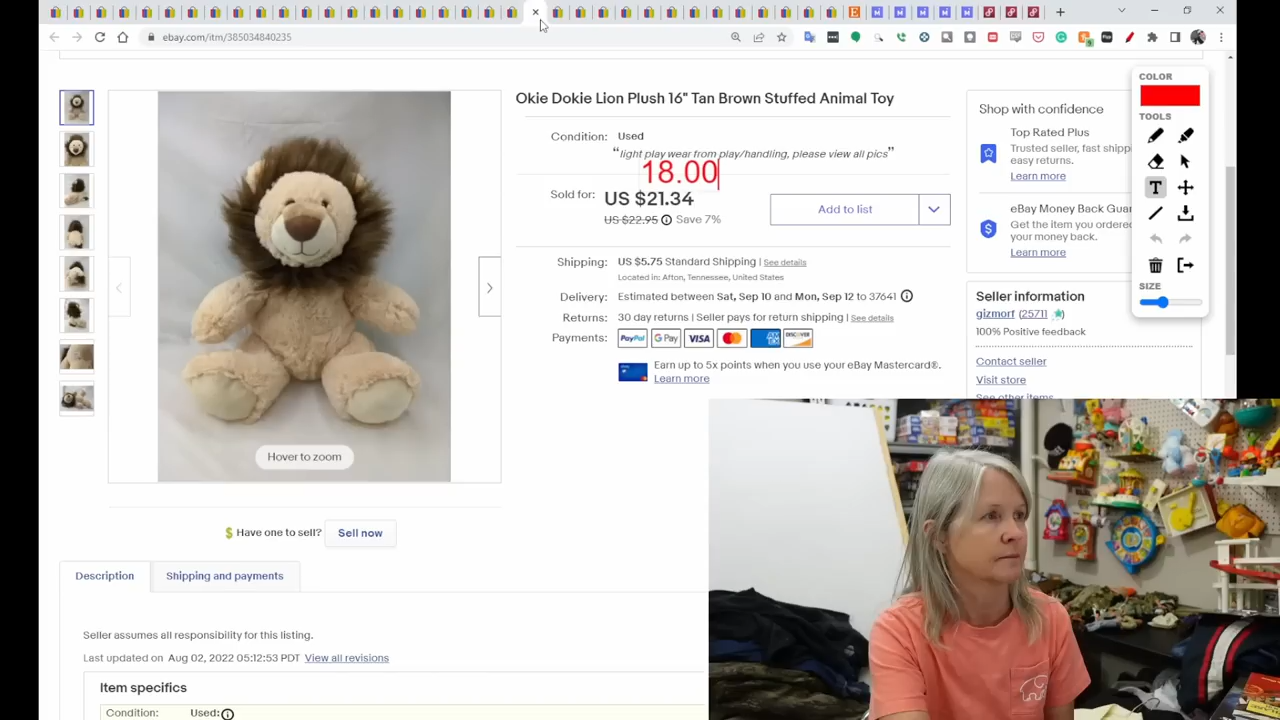 ebay.com/itm/385034840235
Okie Dokie Lion Plush 16" Tan Brown Stuffed Animal Toy
Condition: Used
“light play wear from play/handling, please view all pics”
18.00
Sold for: US $21.34
US $22.95 Save 7%
Add to list
Shipping: US $5.75 Standard Shipping | See details
Located in: Afton, Tennessee, United States
Delivery: Estimated between Sat, Sep 10 and Mon, Sep 12 to 37641
Returns: 30 day returns | Seller pays for return shipping | See details
Payments: PayPal G Pay VISA DISCOVER
Earn up to 5x points when you use your eBay Mastercard®.
Learn more
Hover to zoom
Have one to sell? Sell now
Shop with confidence
Top Rated Plus
Trusted seller, fast shipp
easy returns.
Learn more
eBay Money Back Guar
Get the item you ordered
your money back.
Learn more
Seller information
gizmorf (25711)
100% Positive feedback
Contact seller
Visit store
See other items
COLOR
TOOLS
T
SIZE
Description
Shipping and payments
Seller assumes all responsibility for this listing.
Last updated on Aug 02, 2022 05:12:53 PDT View all revisions
Item specifics
Condition: Used: